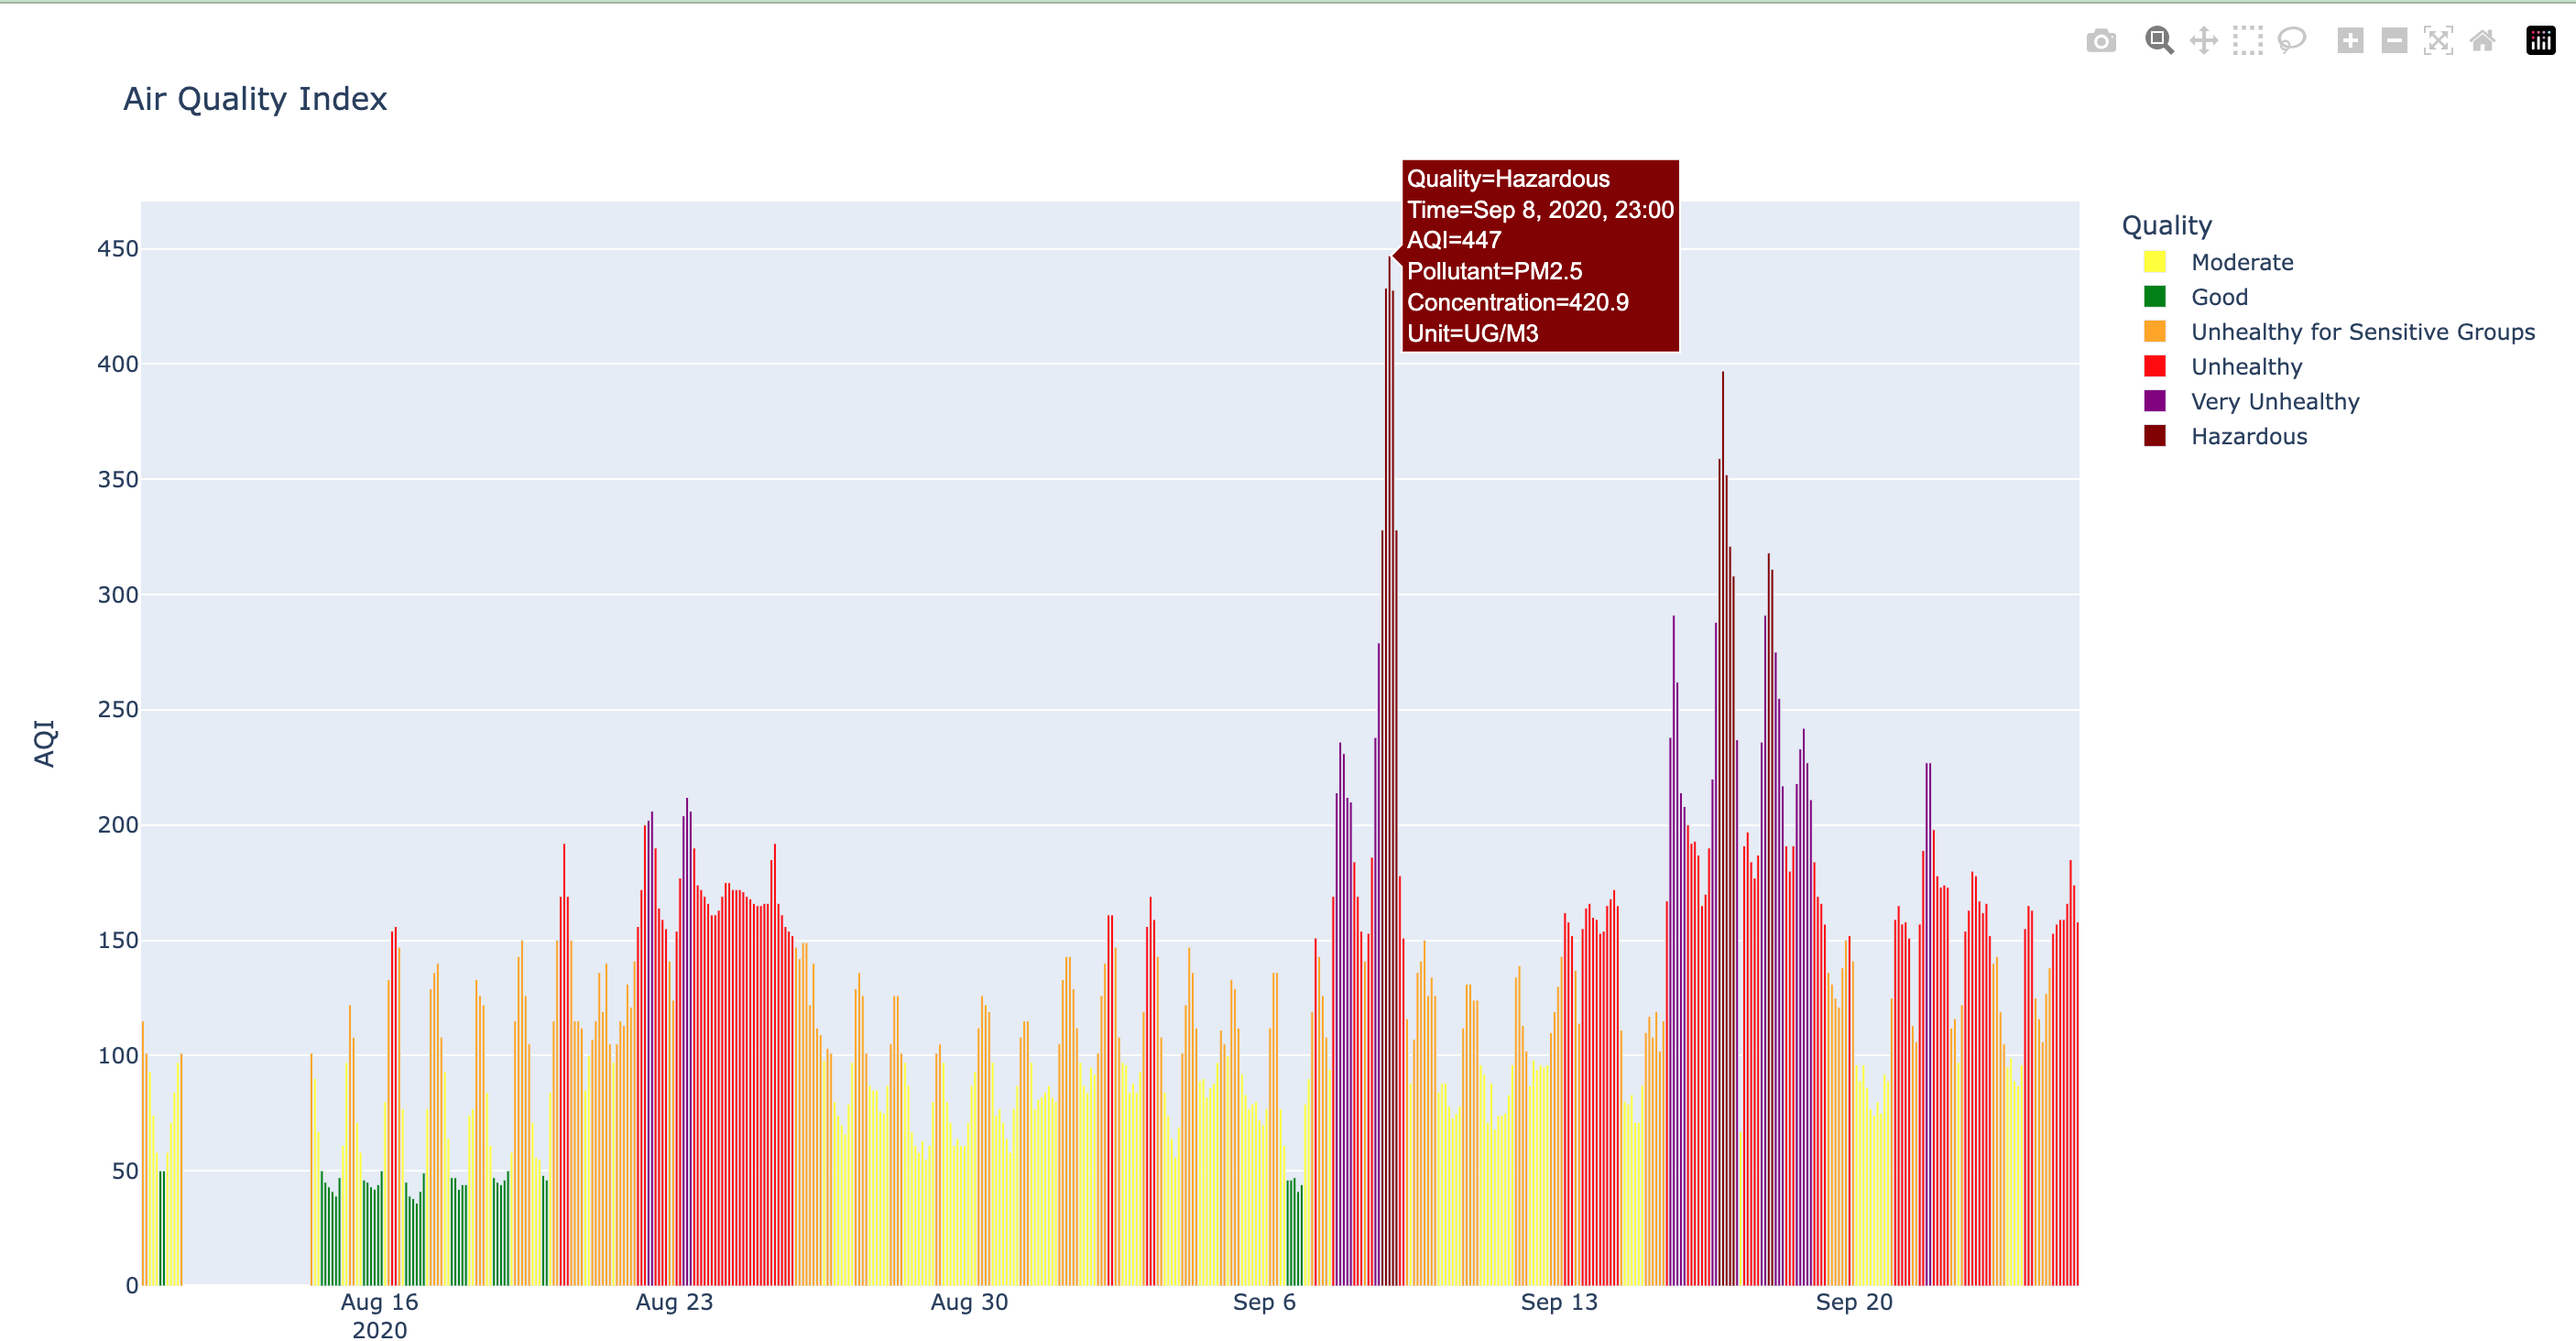 Air Quality Index
Quality=Hazardous
Time=Sep 8, 2020, 23:00
AQI=447
Pollutant=PM2.5
Concentration=420.9
Unit=UG/M3
Quality
Moderate
Good
Unhealthy for Sensitive Groups
Unhealthy
Very Unhealthy
Hazardous
AQI
450
400
350
300
250
200
150
100
50
0
Aug 16 Aug 23 Aug 30 Sep 6 Sep 13 Sep 20
2020